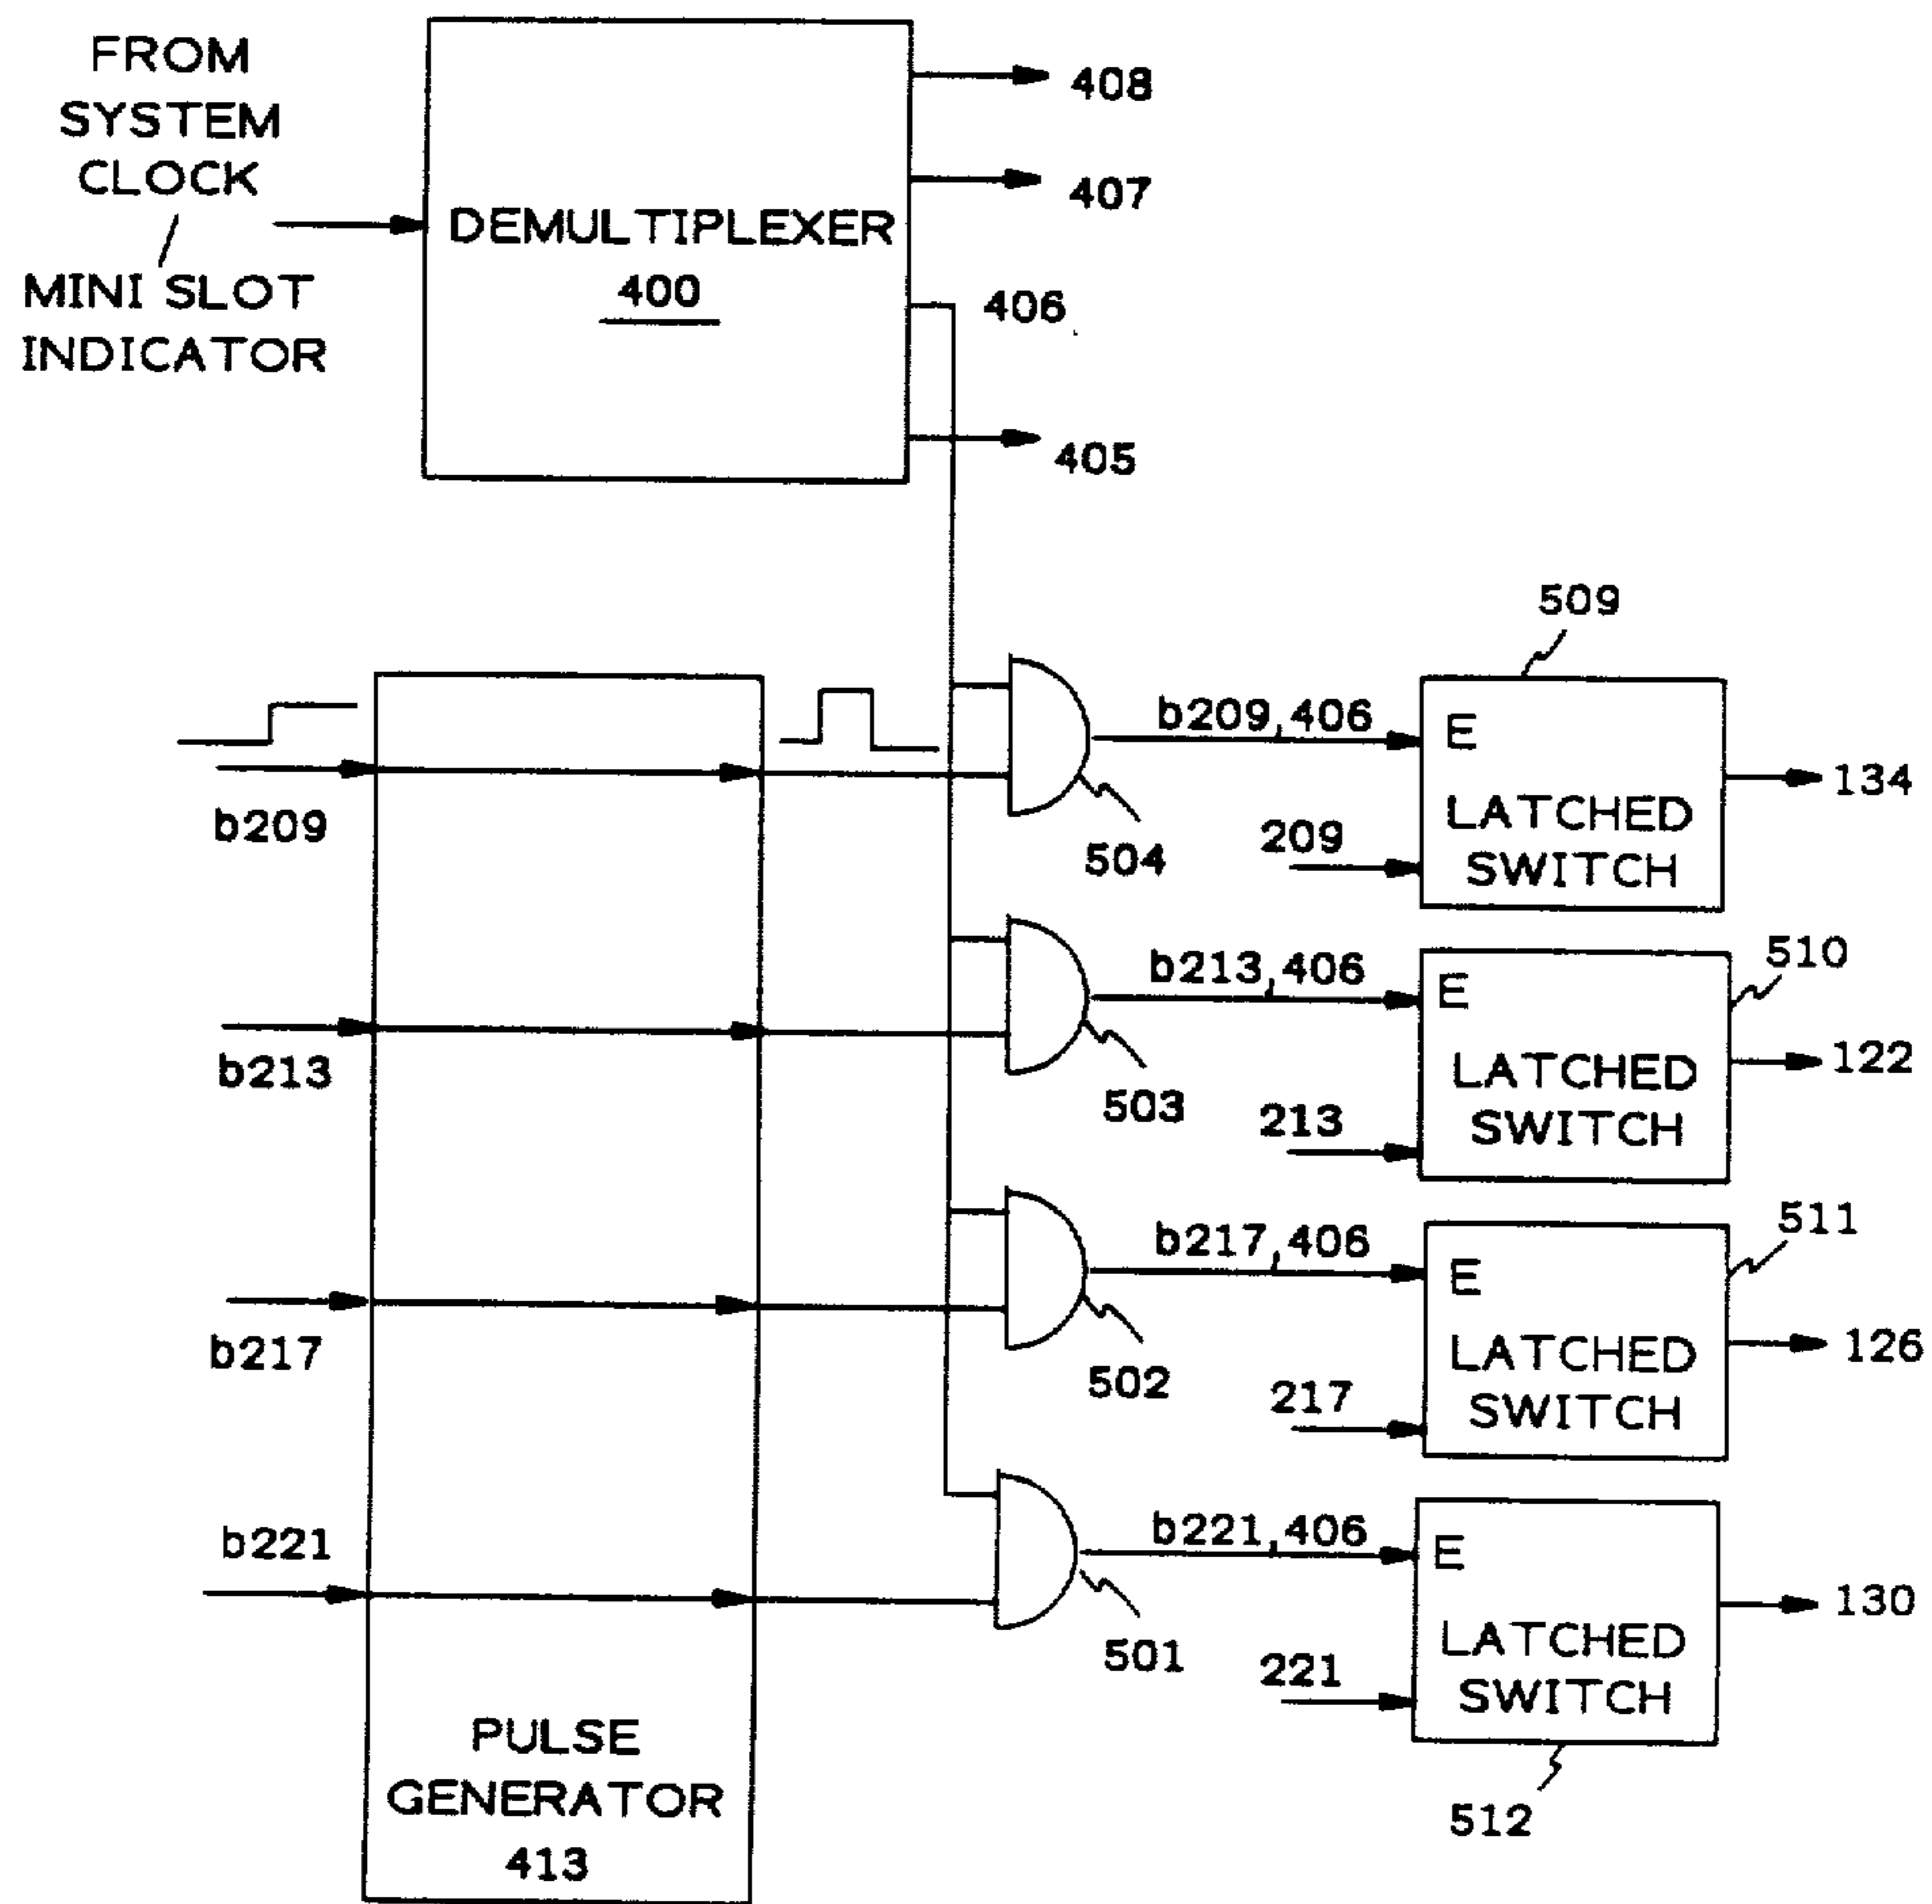 FROM
SYSTEM
CLOCK
MINI SLOT
INDICATOR
DEMULTIPLEXER
400
408
407
406
405
509
b209
504
b209,406
209
E
LATCHED
SWITCH
134
b213
503
b213,406
213
E
LATCHED
SWITCH
510
122
b217
502
b217,406
217
E
LATCHED
SWITCH
511
126
b221
501
b221,406
221
E
LATCHED
SWITCH
130
512
PULSE
GENERATOR
413